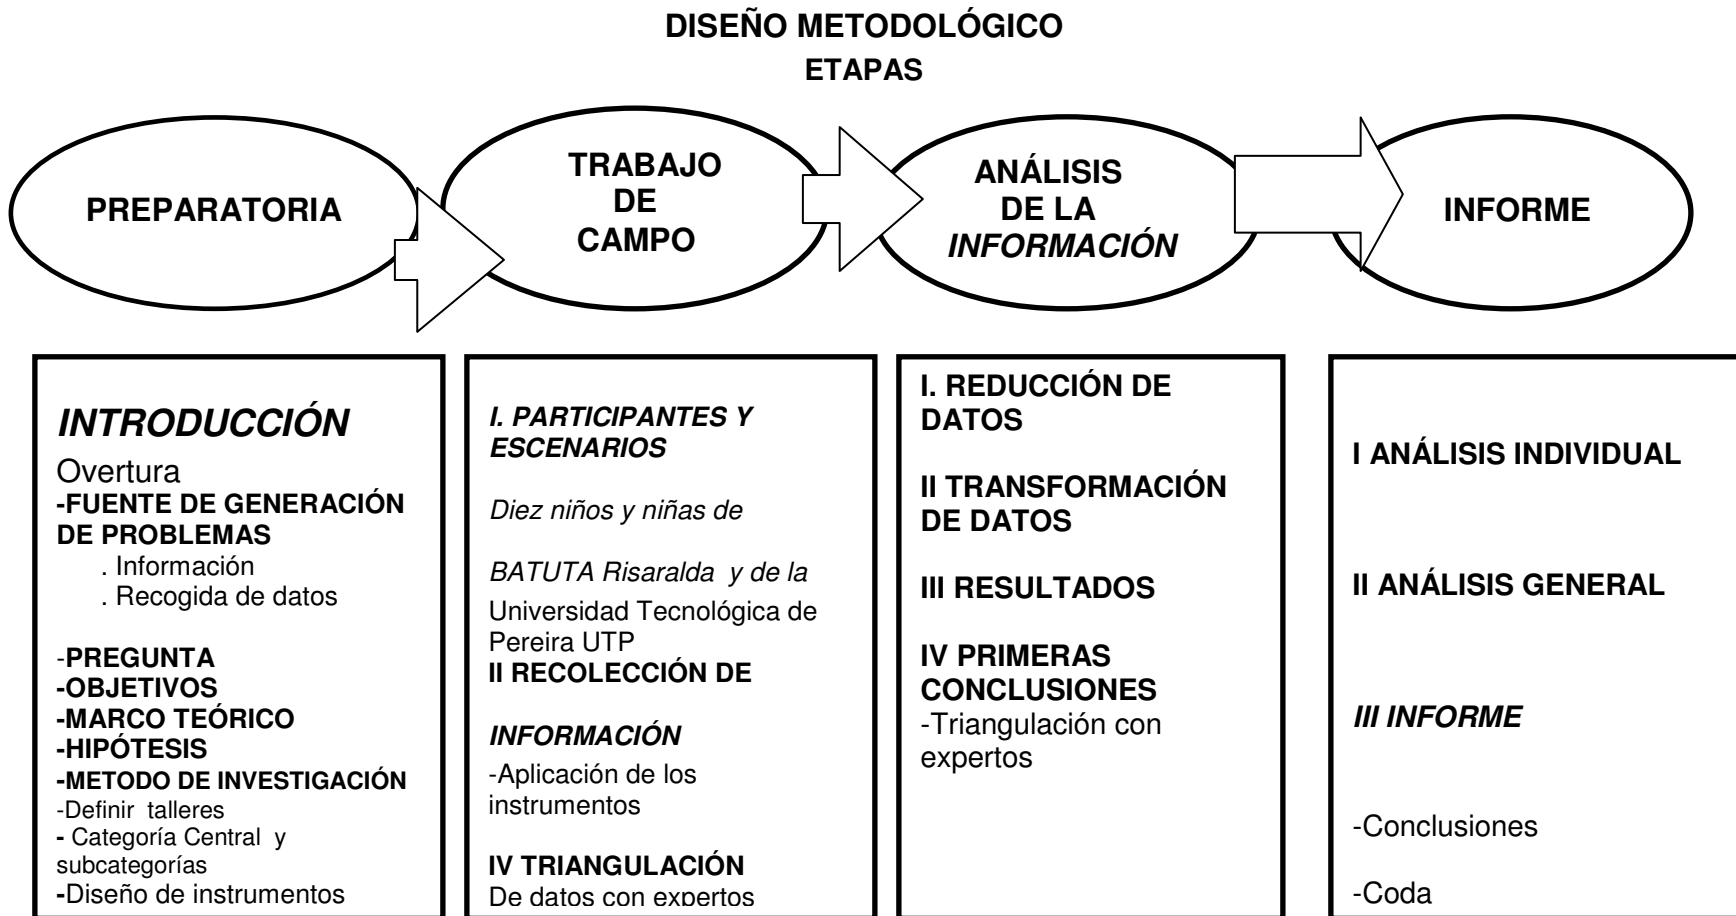 DISEÑO METODOLÓGICO
ETAPAS
PREPARATORIA
TRABAJO
DE
CAMPO
ANÁLISIS
DE LA
INFORMACIÓN
INFORME
INTRODUCCIÓN
Overtura
-FUENTE DE GENERACIÓN
DE PROBLEMAS
. Información
. Recogida de datos
-PREGUNTA
-OBJETIVOS
-MARCO TEÓRICO
-HIPÓTESIS
-METODO DE INVESTIGACIÓN
-Definir talleres
- Categoría Central y
subcategorías
-Diseño de instrumentos
I. PARTICIPANTES Y
ESCENARIOS
Diez niños y niñas de
BATUTA Risaralda y de la
Universidad Tecnológica de
Pereira UTP
II RECOLECCIÓN DE
INFORMACIÓN
-Aplicación de los
instrumentos
IV TRIANGULACIÓN
De datos con expertos
I. REDUCCIÓN DE
DATOS
II TRANSFORMACIÓN
DE DATOS
III RESULTADOS
IV PRIMERAS
CONCLUSIONES
-Triangulación con
expertos
I ANÁLISIS INDIVIDUAL
II ANÁLISIS GENERAL
III INFORME
-Conclusiones
-Coda